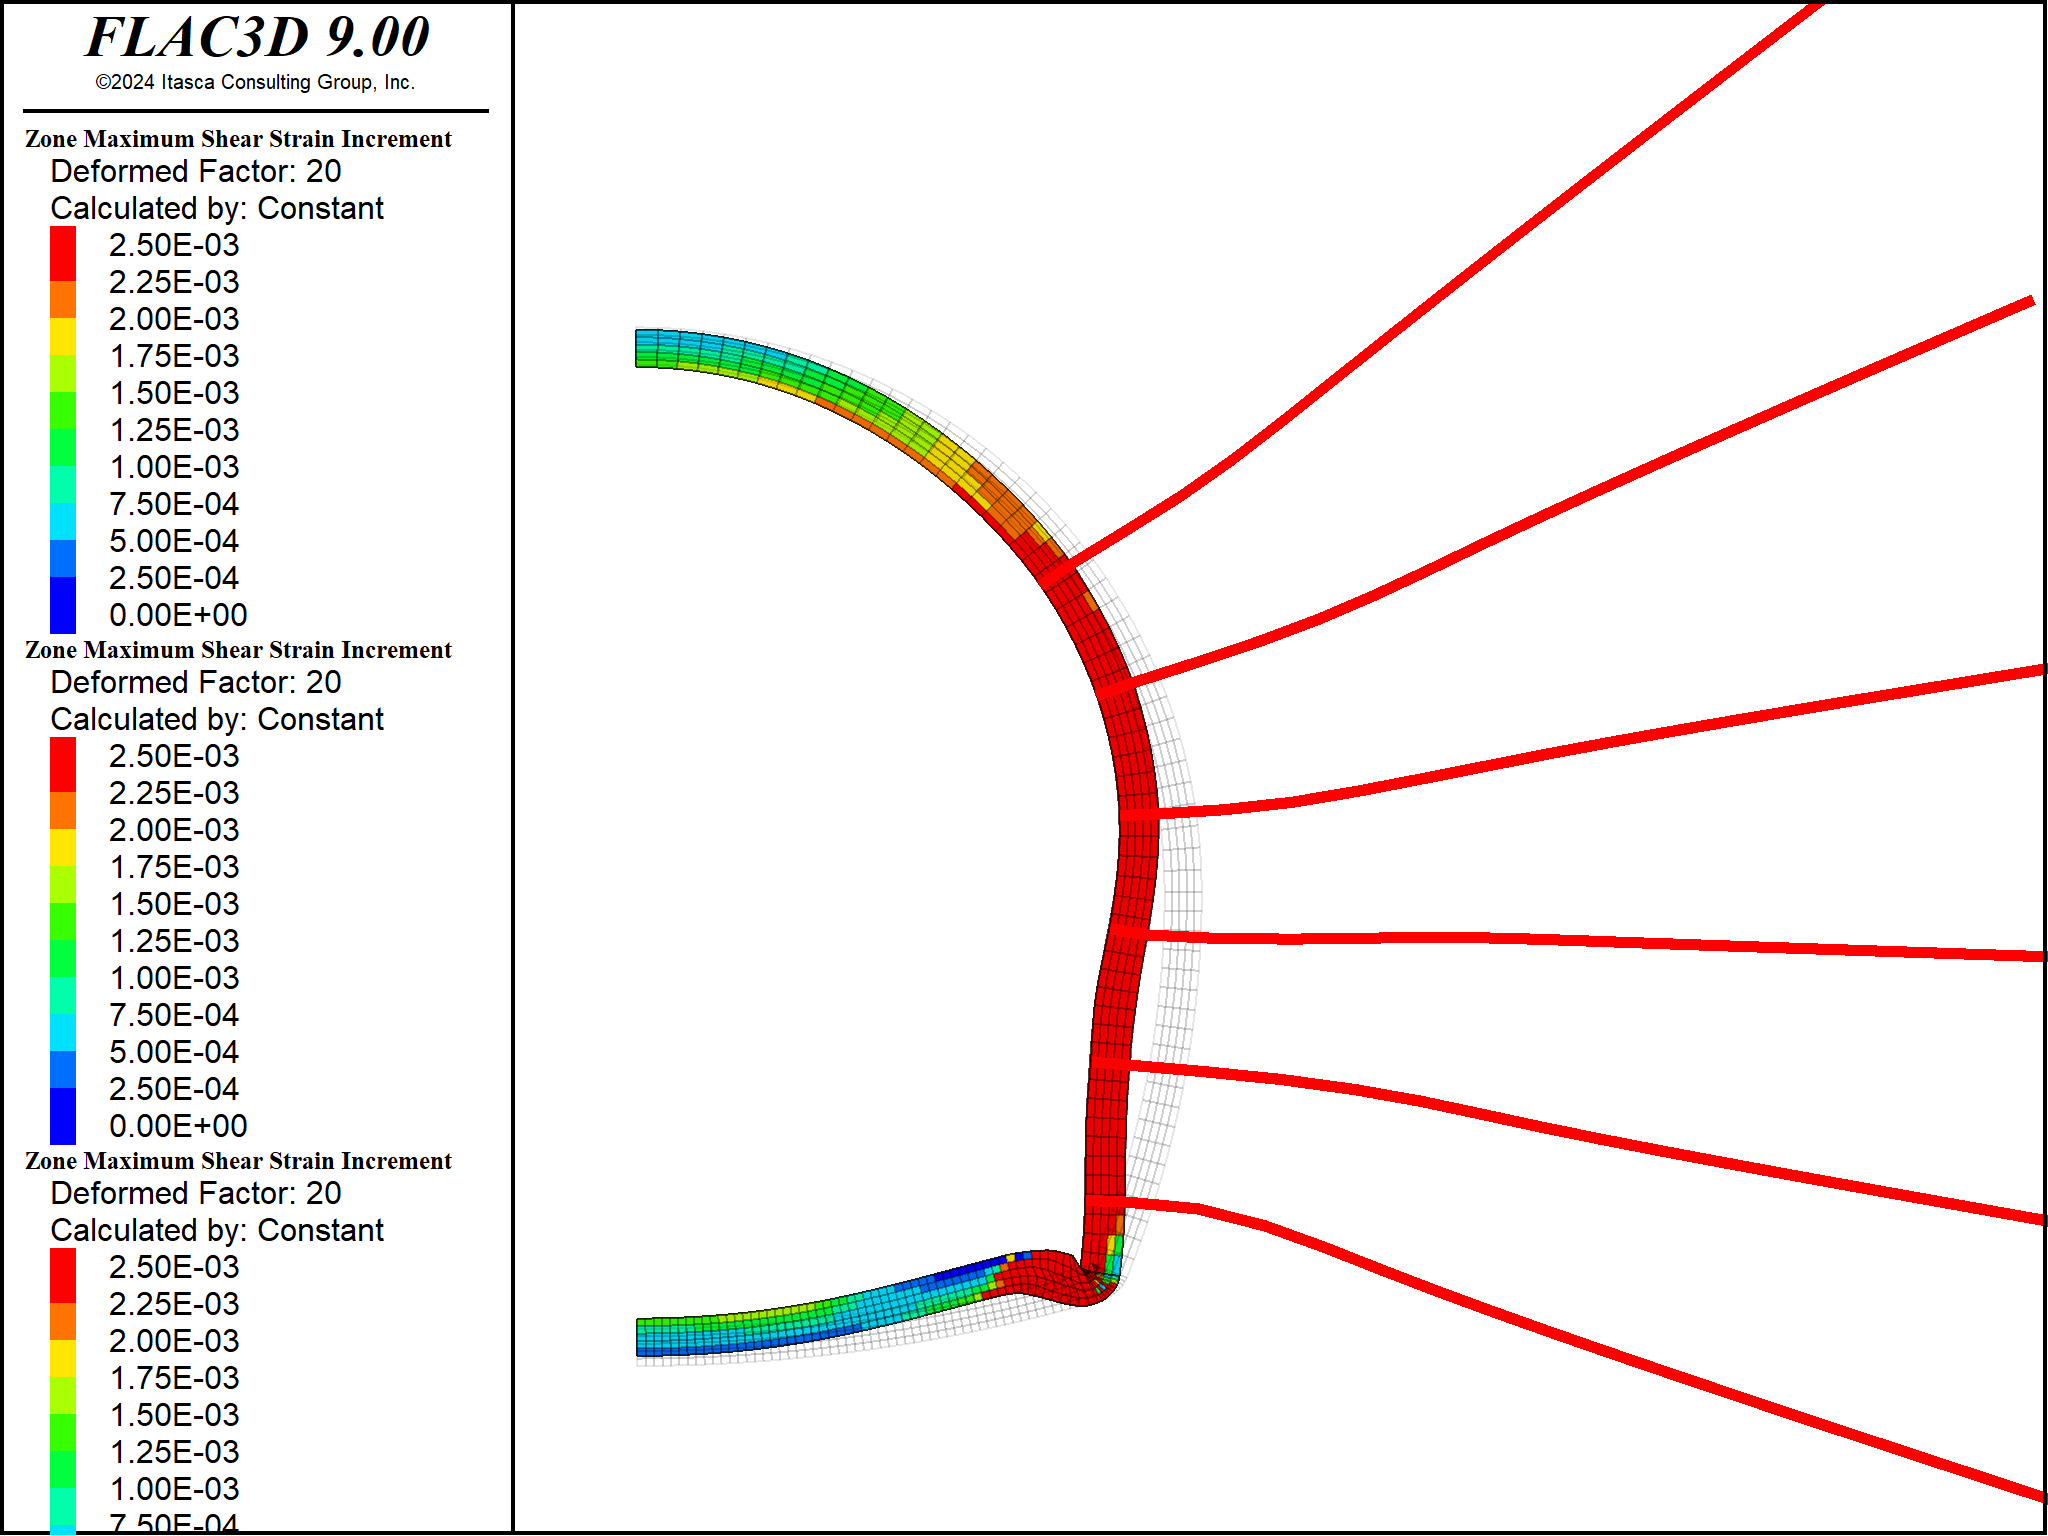 FLAC3D 9.00
©2024 Itasca Consulting Group, Inc.
Zone Maximum Shear Strain Increment
Deformed Factor: 20
Calculated by: Constant
2.50E-03
2.25E-03
2.00E-03
1.75E-03
1.50E-03
1.25E-03
1.00E-03
7.50E-04
5.00E-04
2.50E-04
0.00E+00
Zone Maximum Shear Strain Increment
Deformed Factor: 20
Calculated by: Constant
2.50E-03
2.25E-03
2.00E-03
1.75E-03
1.50E-03
1.25E-03
1.00E-03
7.50E-04
5.00E-04
2.50E-04
0.00E+00
Zone Maximum Shear Strain Increment
Deformed Factor: 20
Calculated by: Constant
2.50E-03
2.25E-03
2.00E-03
1.75E-03
1.50E-03
1.25E-03
1.00E-03
7.50E-04